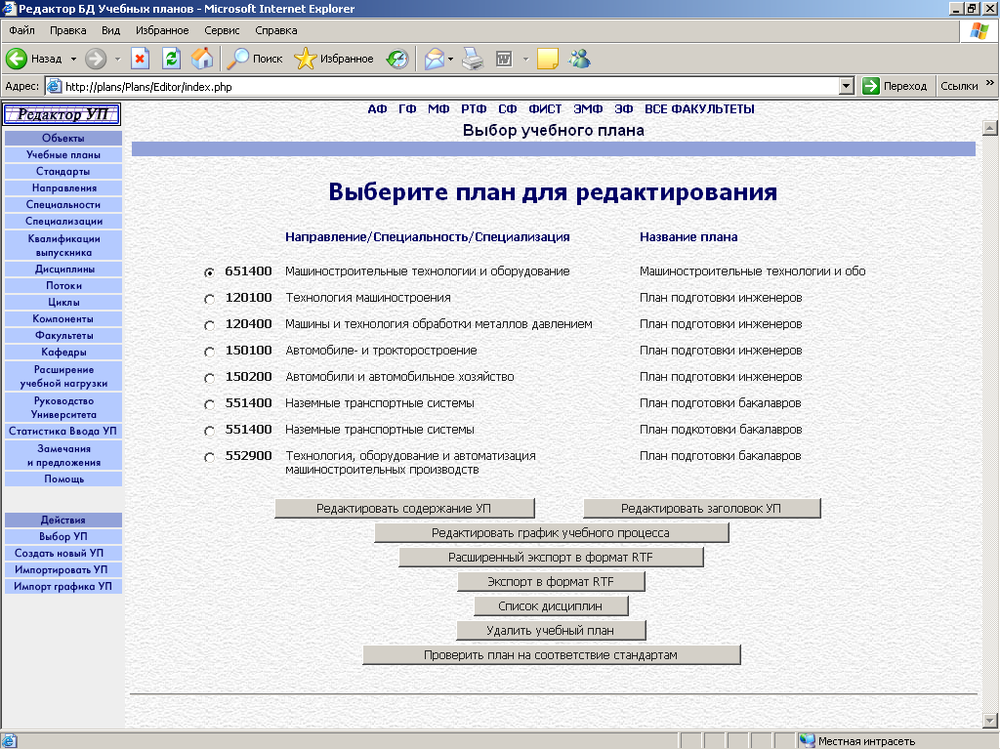 Редактор БД Учебных планов - Microsoft Internet Explorer
Файл Правка Вид Избранное Сервис Справка
Назад Поиск Избранное
Адрес: http://plans/Plans/Editor/index.php Переход Ссылки »
Редактор УП
Объекты
Учебные планы
Стандарты
Направления
Специальности
Специализации
Квалификации
выпускника
Дисциплины
Потоки
Циклы
Компоненты
Факультеты
Кафедры
Расширение
учебной нагрузки
Руководство
Университета
Статистика Ввода УП
Замечания
и предложения
Помощь
Действия
Выбор УП
Создать новый УП
Импортировать УП
Импорт графика УП
АФ ГФ МФ РТФ СФ ФИСТ ЭМФ ЭФ ВСЕ ФАКУЛЬТЕТЫ
Выбор учебного плана
Выберите план для редактирования
Направление/Специальность/Специализация Название плана
651400 Машиностроительные технологии и оборудование Машиностроительные технологии и обо
120100 Технология машиностроения План подготовки инженеров
120400 Машины и технология обработки металлов давлением План подготовки инженеров
150100 Автомобиле- и трокторостроение План подготовки инженеров
150200 Автомобили и автомобильное хозяйство План подготовки инженеров
551400 Наземные транспортные системы План подготовки бакалавров
551400 Наземные транспортные системы План подкотовки бакалавров
552900 Технология, оборудование и автоматизация План подготовки бакалавров
машиностроительных производств
Редактировать содержание УП Редактировать заголовок УП
Редактировать график учебного процесса
Расширенный экспорт в формат RTF
Экспорт в формат RTF
Список дисциплин
Удалить учебный план
Проверить план на соответствие стандартам
Местная интрасеть